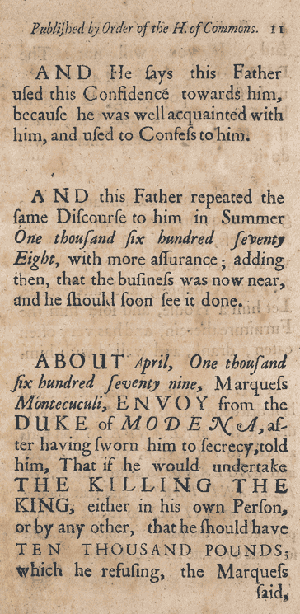 Publiſhed by Order of the H. of Commons. 11
AND He ſays this Father
uſed this Confidence towards him,
becauſe he was well acquainted with
him, and uſed to Confeſs to him.
AND this Father repeated the
ſame Diſcourſe to him in Summer
One thouſand ſix hundred ſeventy
Eight, with more aſſurance; adding
then, that the buſineſs was now near,
and he ſhould ſoon ſee it done.
ABOUT April, One thouſand
ſix hundred ſeventy nine, Marqueſs
Montecuculi, ENVOY from the
DUKE of MODENA, af-
ter having ſworn him to ſecrecy, told
him, That if he would undertake
THE KILLING THE
KING, either in his own Perſon,
or by any other, that he ſhould have
TEN THOUSAND POUNDS;
which he refuſing, the Marqueſs
ſaid,